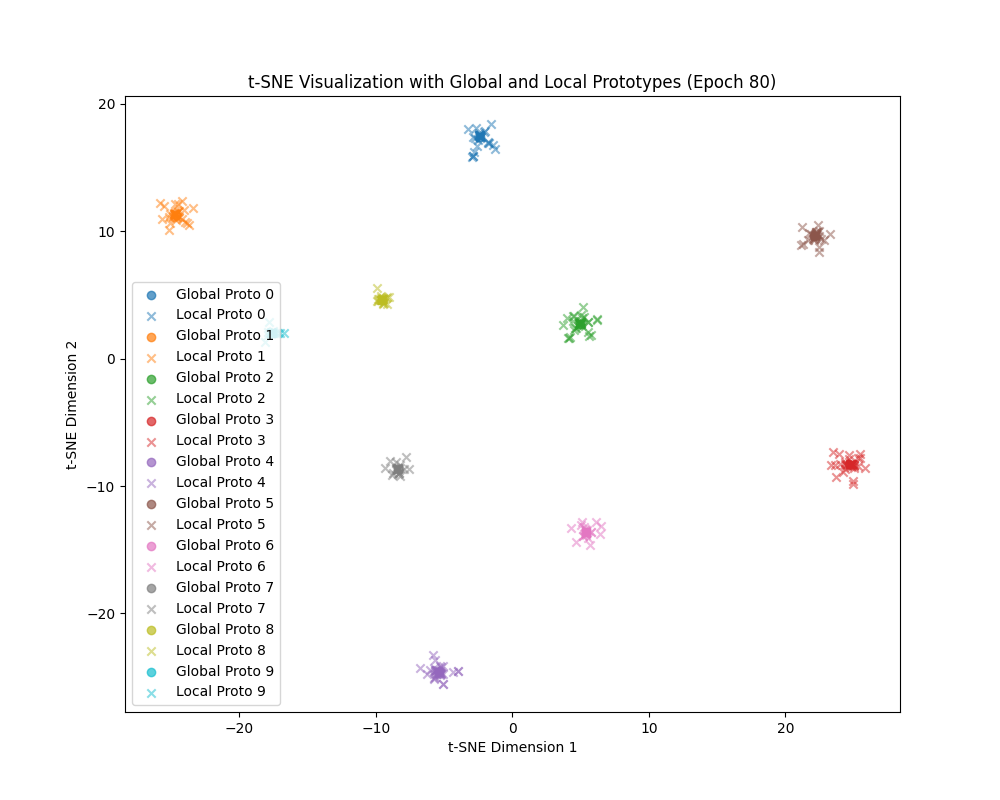 t-SNE Visualization with Global and Local Prototypes (Epoch 80)
20
10
0
−10
−20
t-SNE Dimension 2
Global Proto 0
Local Proto 0
Global Proto 1
Local Proto 1
Global Proto 2
Local Proto 2
Global Proto 3
Local Proto 3
Global Proto 4
Local Proto 4
Global Proto 5
Local Proto 5
Global Proto 6
Local Proto 6
Global Proto 7
Local Proto 7
Global Proto 8
Local Proto 8
Global Proto 9
Local Proto 9
−20 −10 0 10 20
t-SNE Dimension 1